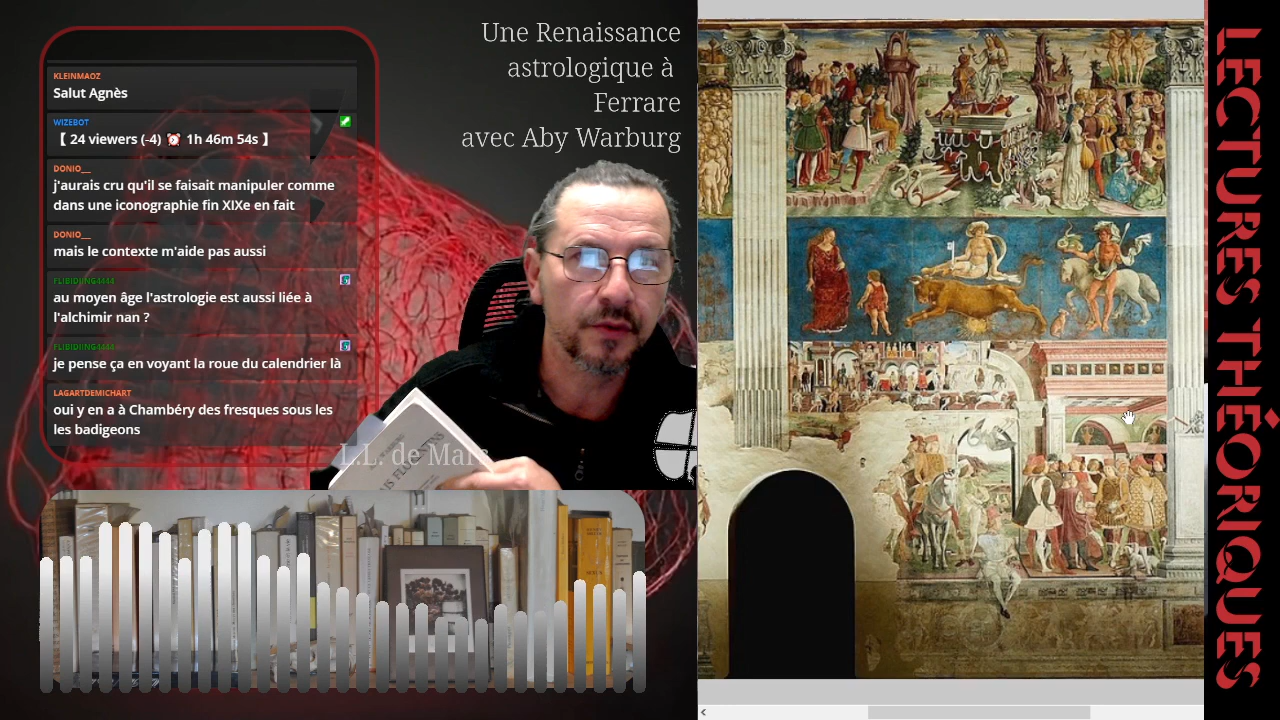 KLEINMAOZ
Salut Agnès
WIZEBOT
【 24 viewers (-4) ⏰ 1h 46m 54s 】
DONIO__
j'aurais cru qu'il se faisait manipuler comme
dans une iconographie fin XIXe en fait
DONIO__
mais le contexte m'aide pas aussi
FLIBIDIING4444
au moyen âge l'astrologie est aussi liée à
l'alchimir nan ?
FLIBIDIING4444
je pense ça en voyant la roue du calendrier là
LAGARTDEMICHART
oui y en a à Chambéry des fresques sous les
les badigeons
Une Renaissance
astrologique à
Ferrare
avec Aby Warburg
L.L. de Mars
LECTURES THÉORIQUES